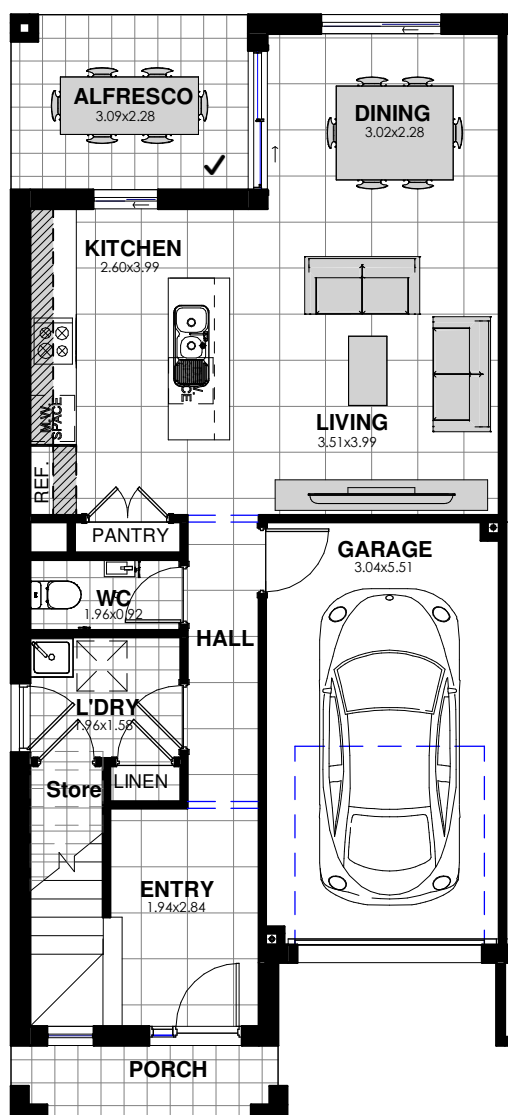 ALFRESCO
3.09x2.28
DINING
3.02x2.28
KITCHEN
2.60x3.99
M.W.
SPACE
REF.
LIVING
3.51x3.99
PANTRY
GARAGE
3.04x5.51
WC
1.96x0.92
HALL
L'DRY
1.96x1.58
Store
LINEN
ENTRY
1.94x2.84
PORCH